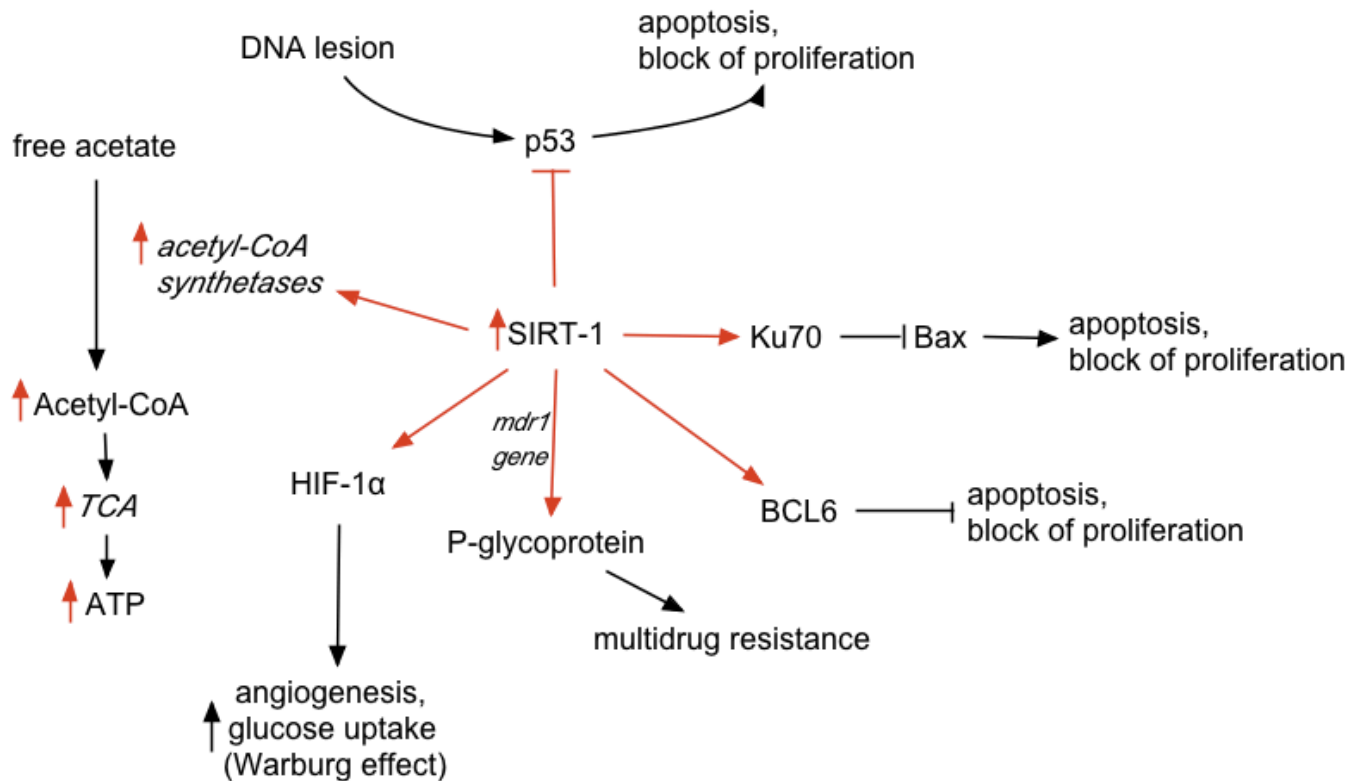 DNA lesion
apoptosis,
block of proliferation
p53
free acetate
acetyl-CoA
synthetases
SIRT-1
Ku70
Bax
apoptosis,
block of proliferation
Acetyl-CoA
mdr1
gene
HIF-1α
TCA
BCL6
apoptosis,
block of proliferation
P-glycoprotein
ATP
multidrug resistance
angiogenesis,
glucose uptake
(Warburg effect)